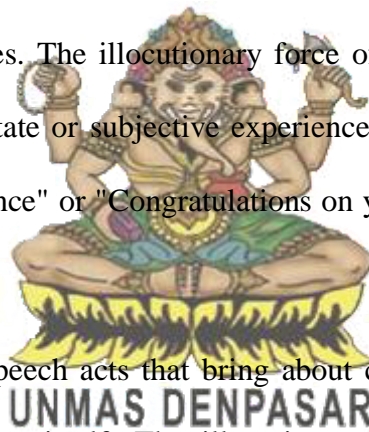 es. The illocutionary force o
tate or subjective experience
nce" or "Congratulations on y
peech acts that bring about c
UNMAS DENPASAR